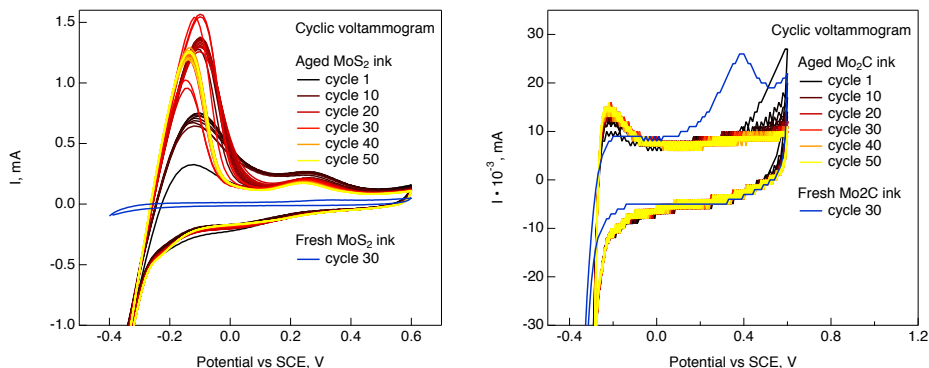 1.5
1.0
0.5
0.0
-0.5
-1.0
I, mA
-0.4
-0.2
0.0
0.2
0.4
0.6
Potential vs SCE, V
Cyclic voltammogram
Aged MoS₂ ink
cycle 1
cycle 10
cycle 20
cycle 30
cycle 40
cycle 50
Fresh MoS₂ ink
cycle 30
30
20
10
0
-10
-20
-30
I • 10⁻³, mA
-0.4
0.0
0.4
0.8
1.2
Potential vs SCE, V
Cyclic voltammogram
Aged Mo₂C ink
cycle 1
cycle 10
cycle 20
cycle 30
cycle 40
cycle 50
Fresh Mo2C ink
cycle 30